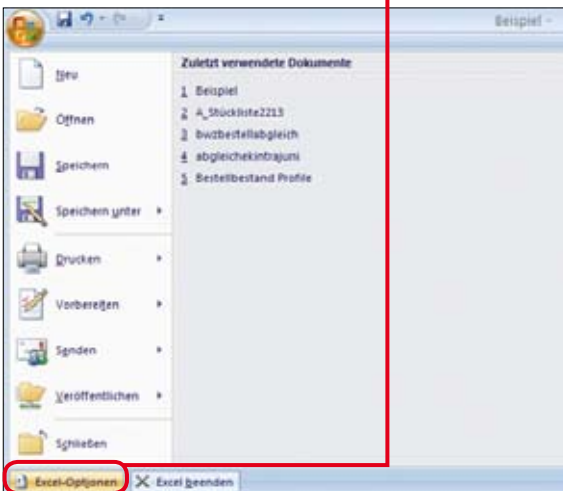 Beispiel -
Neu
Öffnen
Speichern
Speichern unter
Drucken
Vorbereiten
Senden
Veröffentlichen
Schließen
Zuletzt verwendete Dokumente
1 Beispiel
2 A_Stückliste2213
3 bwzbestellabgleich
4 abgleichekintrajuni
5 Bestellbestand Profile
Excel-Optionen
Excel beenden